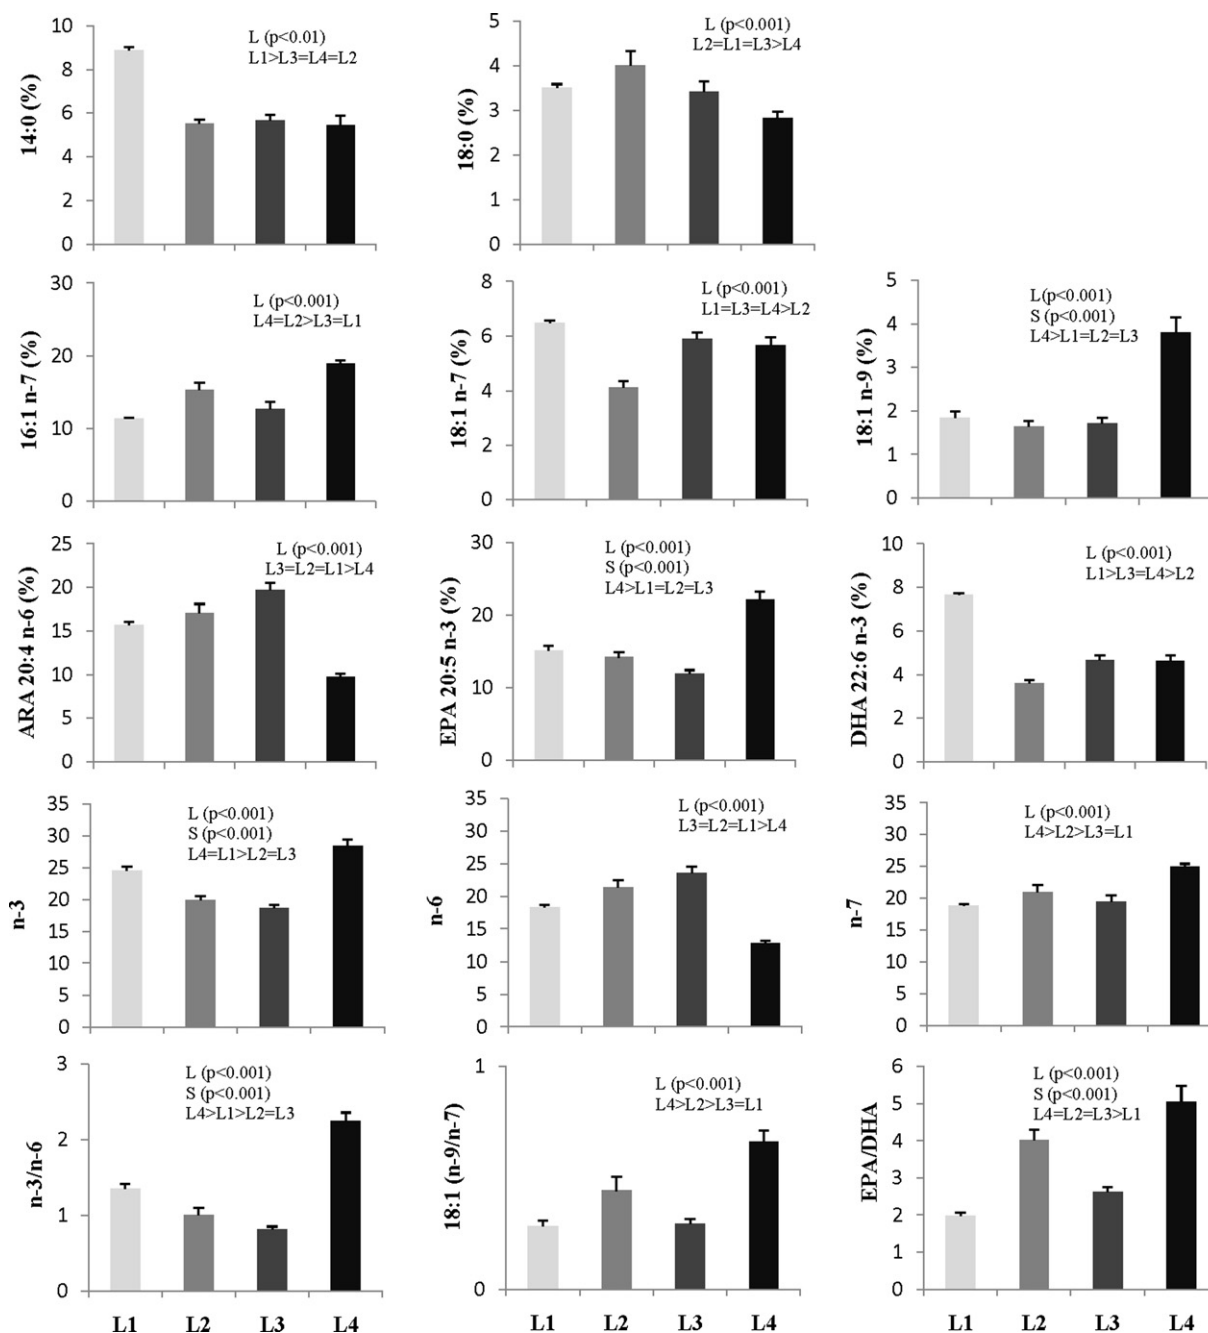 14:0 (%)
10
8
6
4
2
0
L (p<0.01)
L1>L3=L4=L2
18:0 (%)
5
4
3
2
1
0
L (p<0.001)
L2=L1=L3>L4
16:1 n-7 (%)
30
20
10
0
L (p<0.001)
L4=L2>L3=L1
18:1 n-7 (%)
8
6
4
2
0
L (p<0.001)
L1=L3=L4>L2
18:1 n-9 (%)
5
4
3
2
1
0
L(p<0.001)
S (p<0.001)
L4>L1=L2=L3
ARA 20:4 n-6 (%)
25
20
15
10
5
0
L (p<0.001)
L3=L2=L1>L4
EPA 20:5 n-3 (%)
30
20
10
0
L (p<0.001)
S (p<0.001)
L4>L1=L2=L3
DHA 22:6 n-3 (%)
10
8
6
4
2
0
L (p<0.001)
L1>L3=L4>L2
n-3
35
30
25
20
15
10
5
0
L (p<0.001)
S (p<0.001)
L4=L1>L2=L3
n-6
35
30
25
20
15
10
5
0
L (p<0.001)
L3=L2=L1>L4
n-7
35
30
25
20
15
10
5
0
L (p<0.001)
L4>L2>L3=L1
n-3/n-6
3
2
1
0
L (p<0.001)
S (p<0.001)
L4>L1>L2=L3
L1 L2 L3 L4
18:1 (n-9/n-7)
1
0
L (p<0.001)
L4>L2>L3=L1
L1 L2 L3 L4
EPA/DHA
6
5
4
3
2
1
0
L (p<0.001)
S (p<0.001)
L4=L2=L3>L1
L1 L2 L3 L4